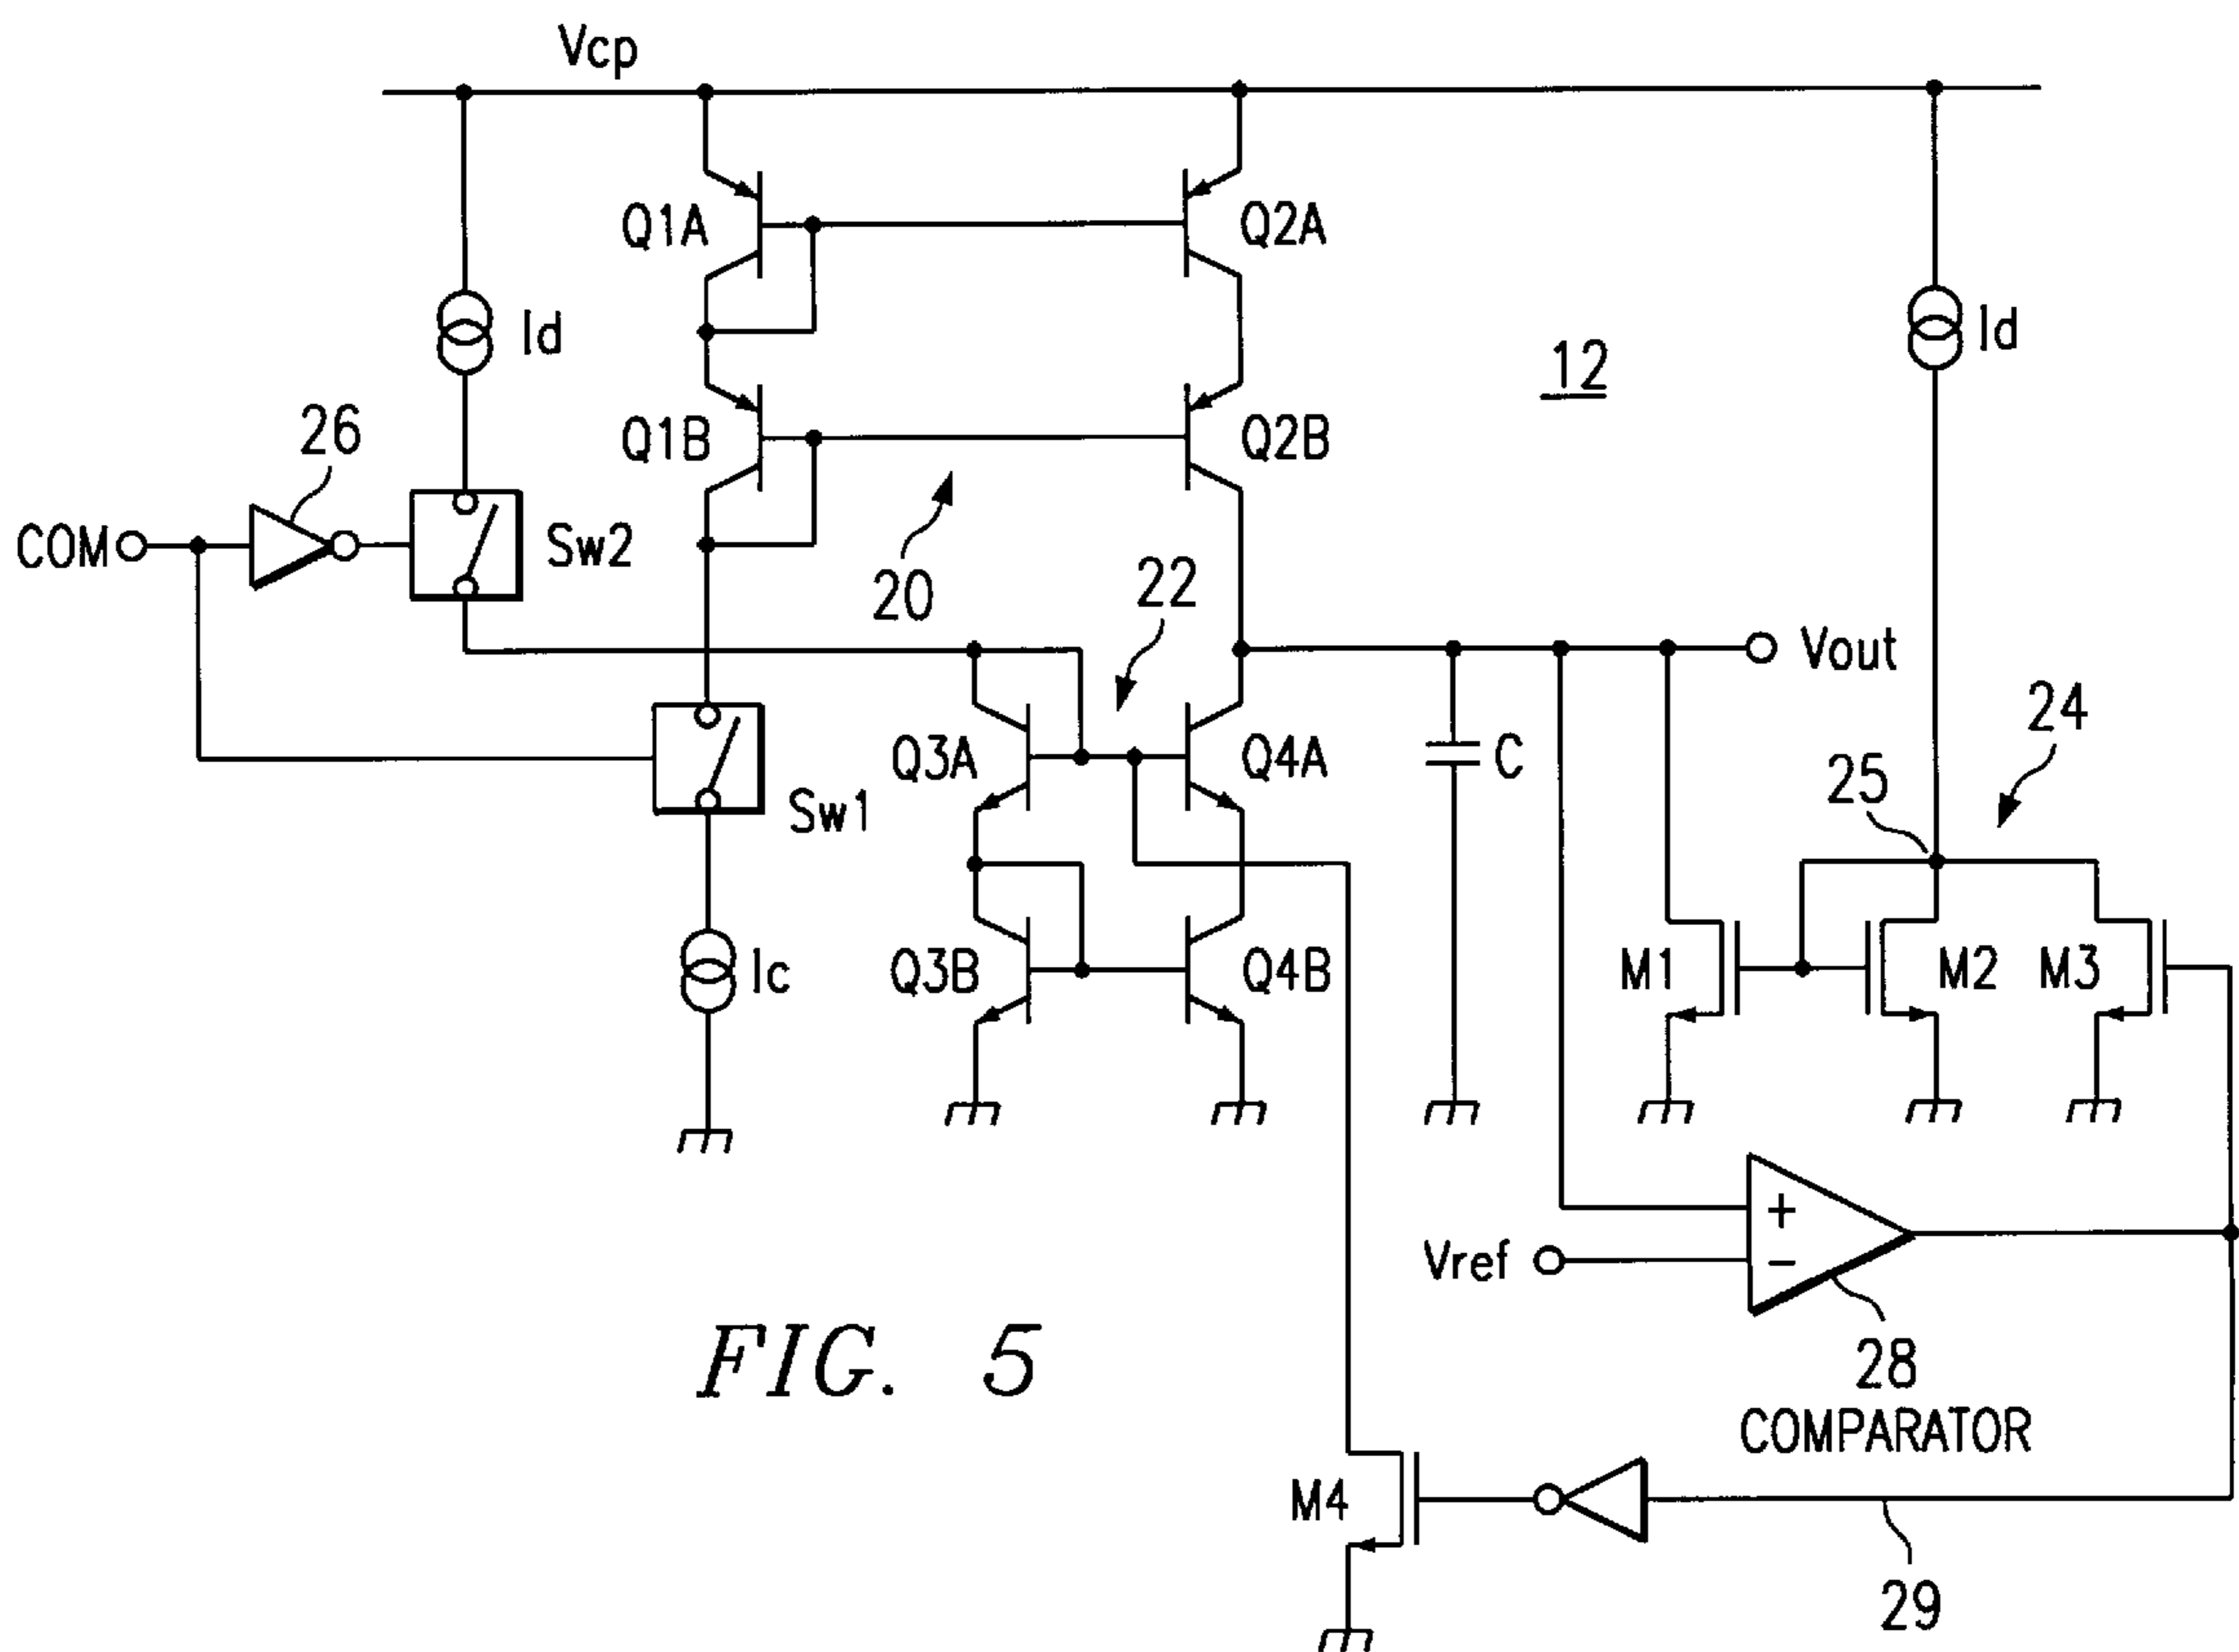 Vcp
Q1A
Q2A
Id
Id
12
26
Q1B
Q2B
COM
Sw2
20
22
Vout
24
Q3A
Q4A
C
25
Sw1
Q3B
Q4B
Ic
M1
M2
M3
+
Vref
−
28
COMPARATOR
FIG. 5
M4
29